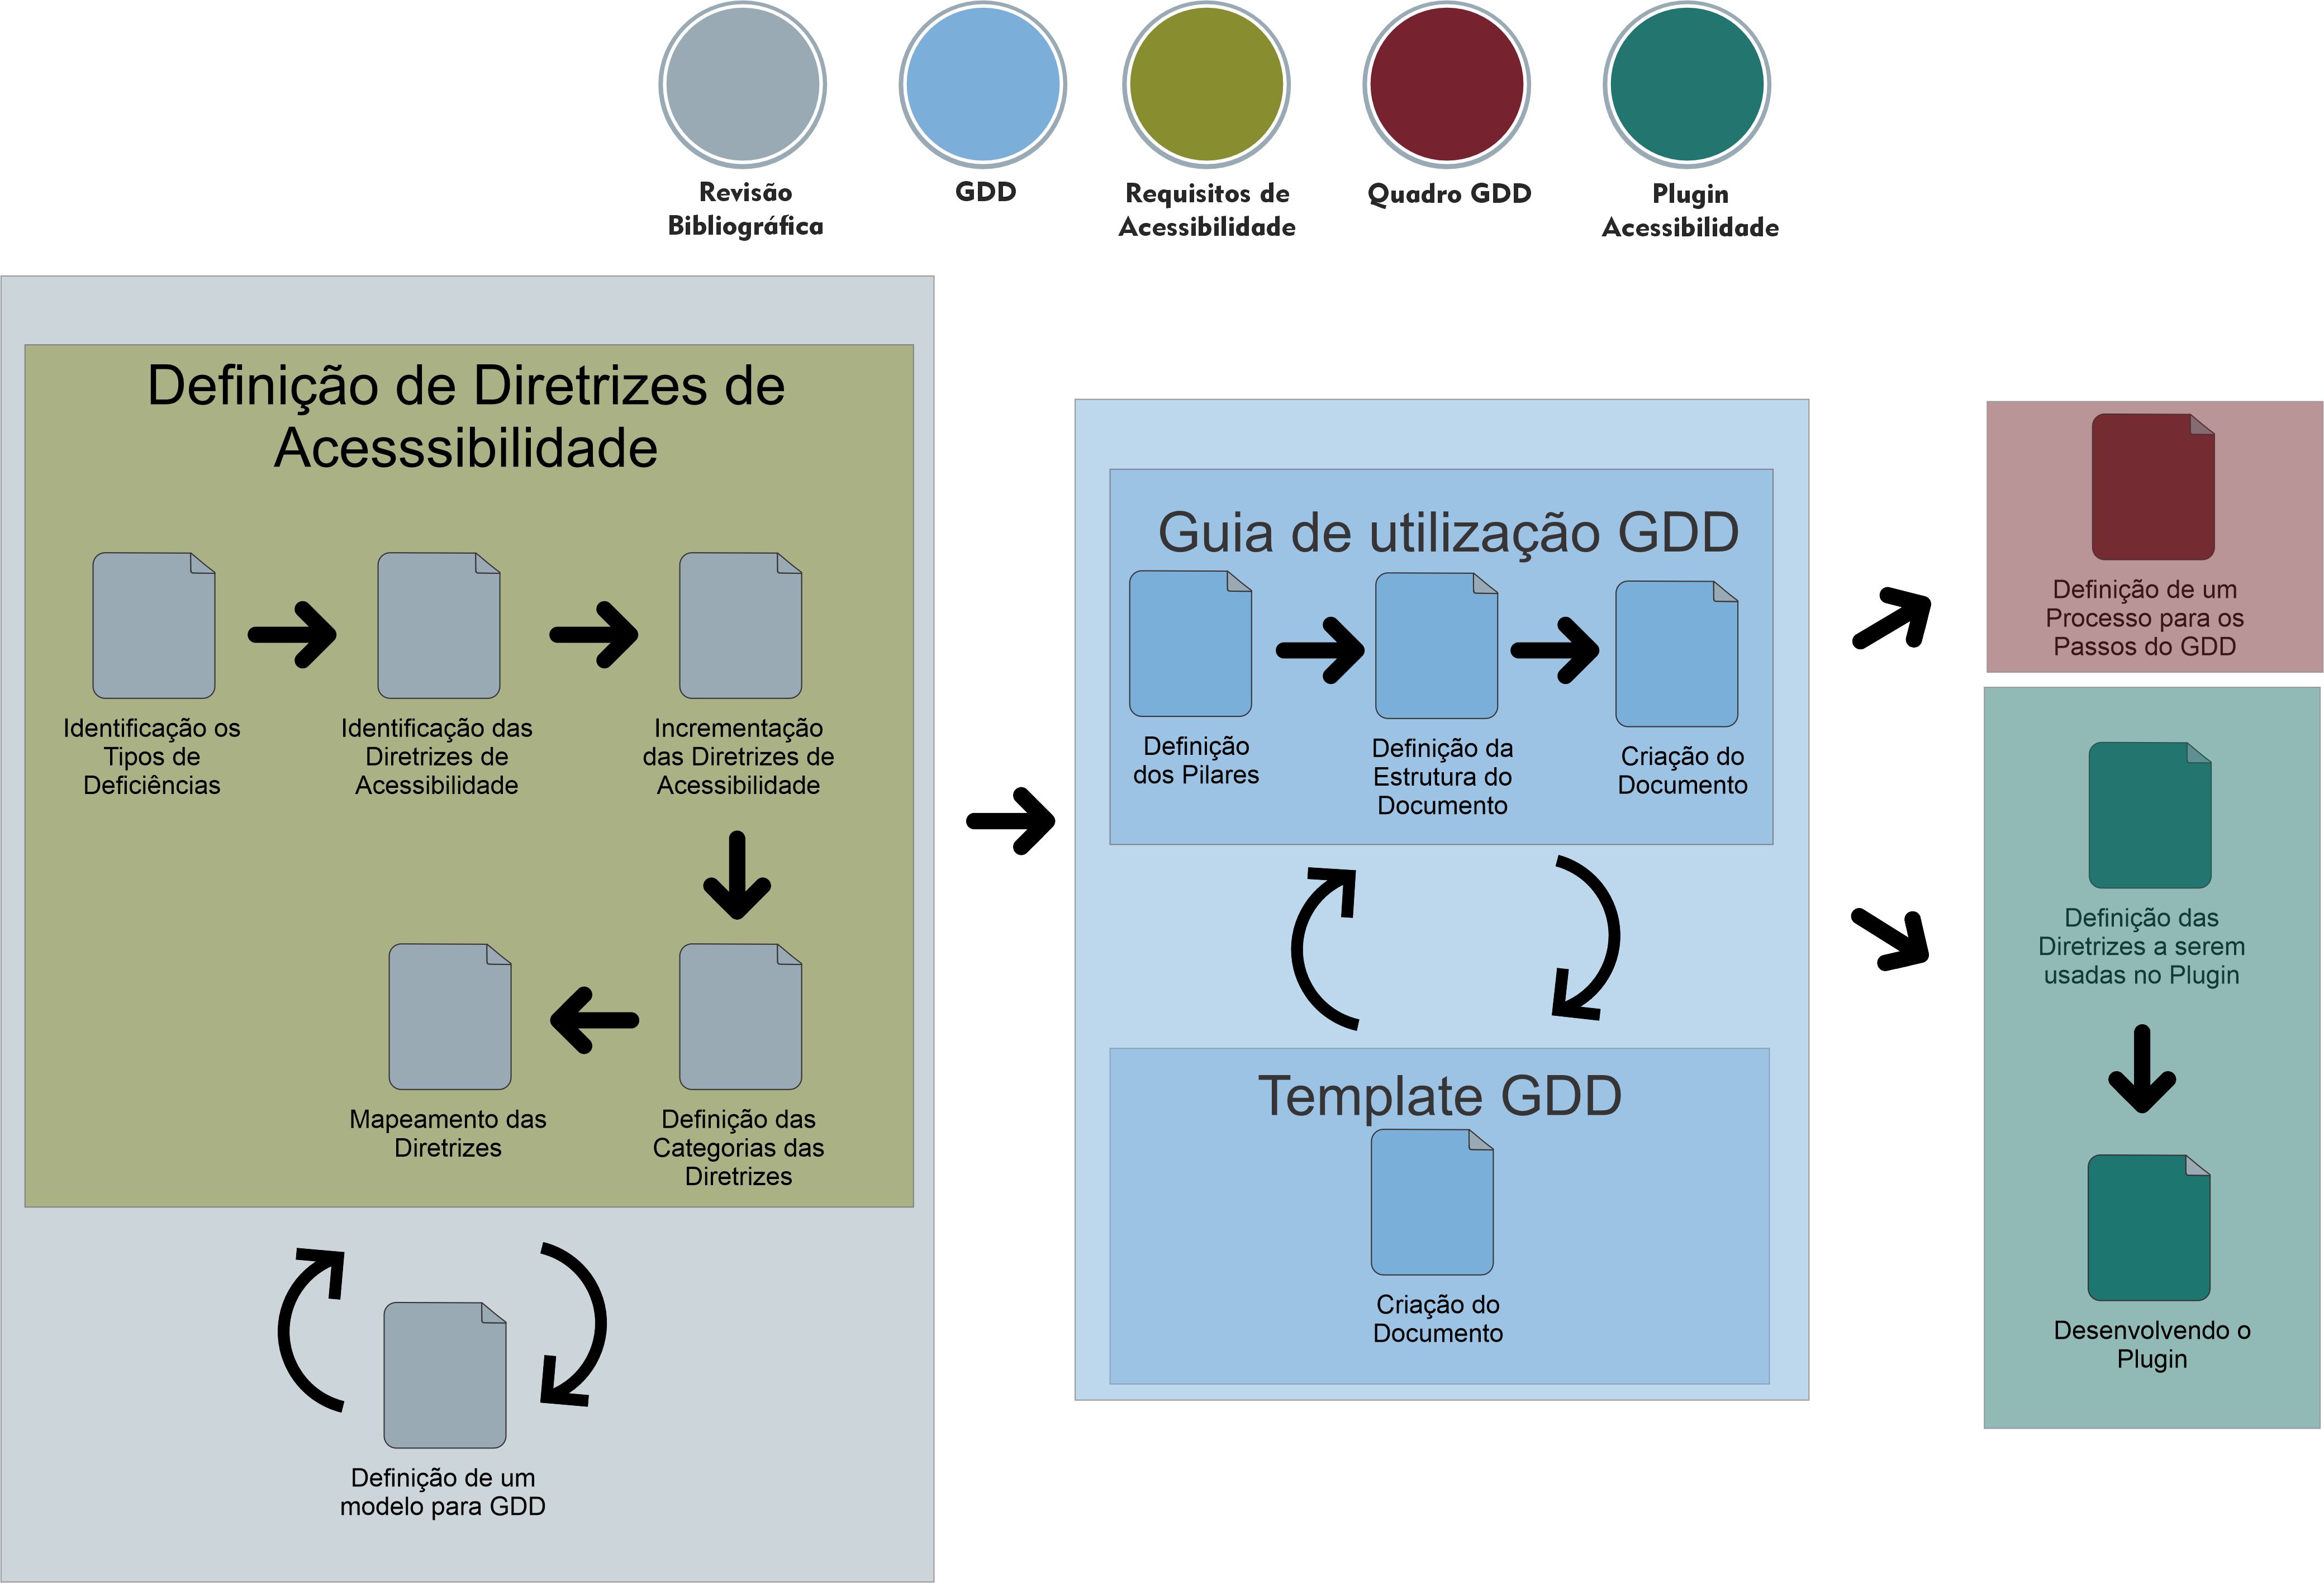 Revisão
Bibliográfica
GDD
Requisitos de
Acessibilidade
Quadro GDD
Plugin
Acessibilidade
Definição de Diretrizes de
Acesssibilidade
Identificação os
Tipos de
Deficiências
Identificação das
Diretrizes de
Acessibilidade
Incrementação
das Diretrizes de
Acessibilidade
Mapeamento das
Diretrizes
Definição das
Categorias das
Diretrizes
Definição de um
modelo para GDD
Guia de utilização GDD
Definição
dos Pilares
Definição da
Estrutura do
Documento
Criação do
Documento
Template GDD
Criação do
Documento
Definição de um
Processo para os
Passos do GDD
Definição das
Diretrizes a serem
usadas no Plugin
Desenvolvendo o
Plugin